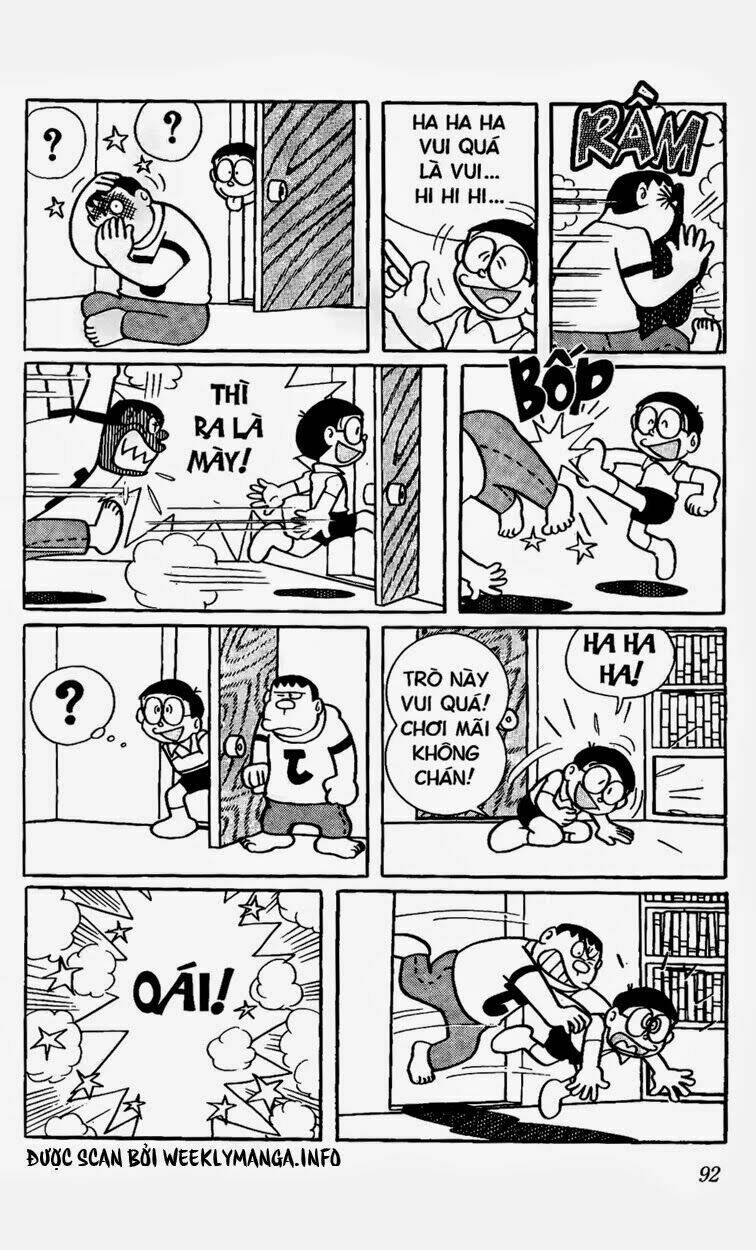 ?
?
HA HA HA
VUI QUÁ
LÀ VUI...
HI HI HI...
RẦM
THÌ
RA LÀ
MÀY!
BỐP
?
TRÒ NÀY
VUI QUÁ!
CHƠI MÃI
KHÔNG
CHÁN!
HA HA
HA!
QÁI!
ĐƯỢC SCAN BỞI WEEKLYMANGA.INFO
92